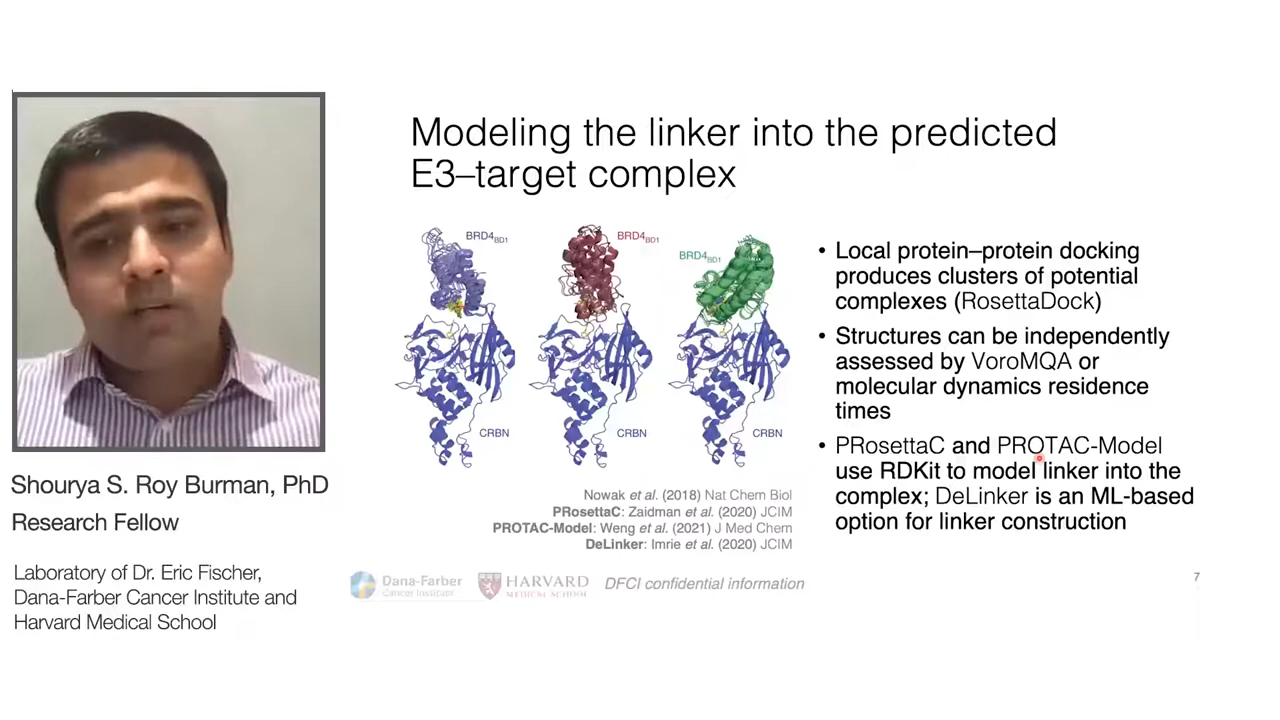 Modeling the linker into the predicted
E3–target complex
BRD4BD1
BRD4BD1
BRD4BD1
CRBN
CRBN
CRBN
• Local protein–protein docking
produces clusters of potential
complexes (RosettaDock)
• Structures can be independently
assessed by VoroMQA or
molecular dynamics residence
times
• PRosettaC and PROTAC-Model
use RDKit to model linker into the
complex; DeLinker is an ML-based
option for linker construction
Nowak et al. (2018) Nat Chem Biol
PRosettaC: Zaidman et al. (2020) JCIM
PROTAC-Model: Weng et al. (2021) J Med Chem
DeLinker: Imrie et al. (2020) JCIM
Shourya S. Roy Burman, PhD
Research Fellow
Laboratory of Dr. Eric Fischer,
Dana-Farber Cancer Institute and
Harvard Medical School
Dana-Farber
Cancer Institute
HARVARD
MEDICAL SCHOOL
DFCI confidential information
7